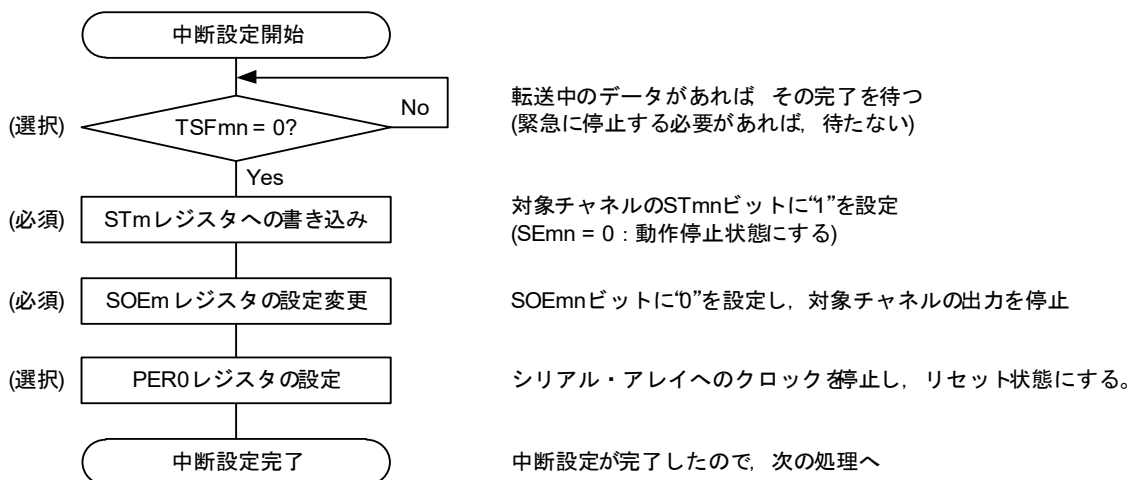 中断設定開始
No
転送中のデータがあれば その完了を待つ
(選択) TSFmn = 0?
(緊急に停止する必要があれば, 待たない)
Yes
(必須) STmレジスタへの書き込み
対象チャネルのSTmnビットに“1”を設定
(SEmn = 0 : 動作停止状態にする)
(必須) SOEmレジスタの設定変更
SOEmnビットに“0”を設定し, 対象チャネルの出力を停止
(選択) PER0レジスタの設定
シリアル・アレイへのクロックを停止し, リセット状態にする。
中断設定完了
中断設定が完了したので, 次の処理へ